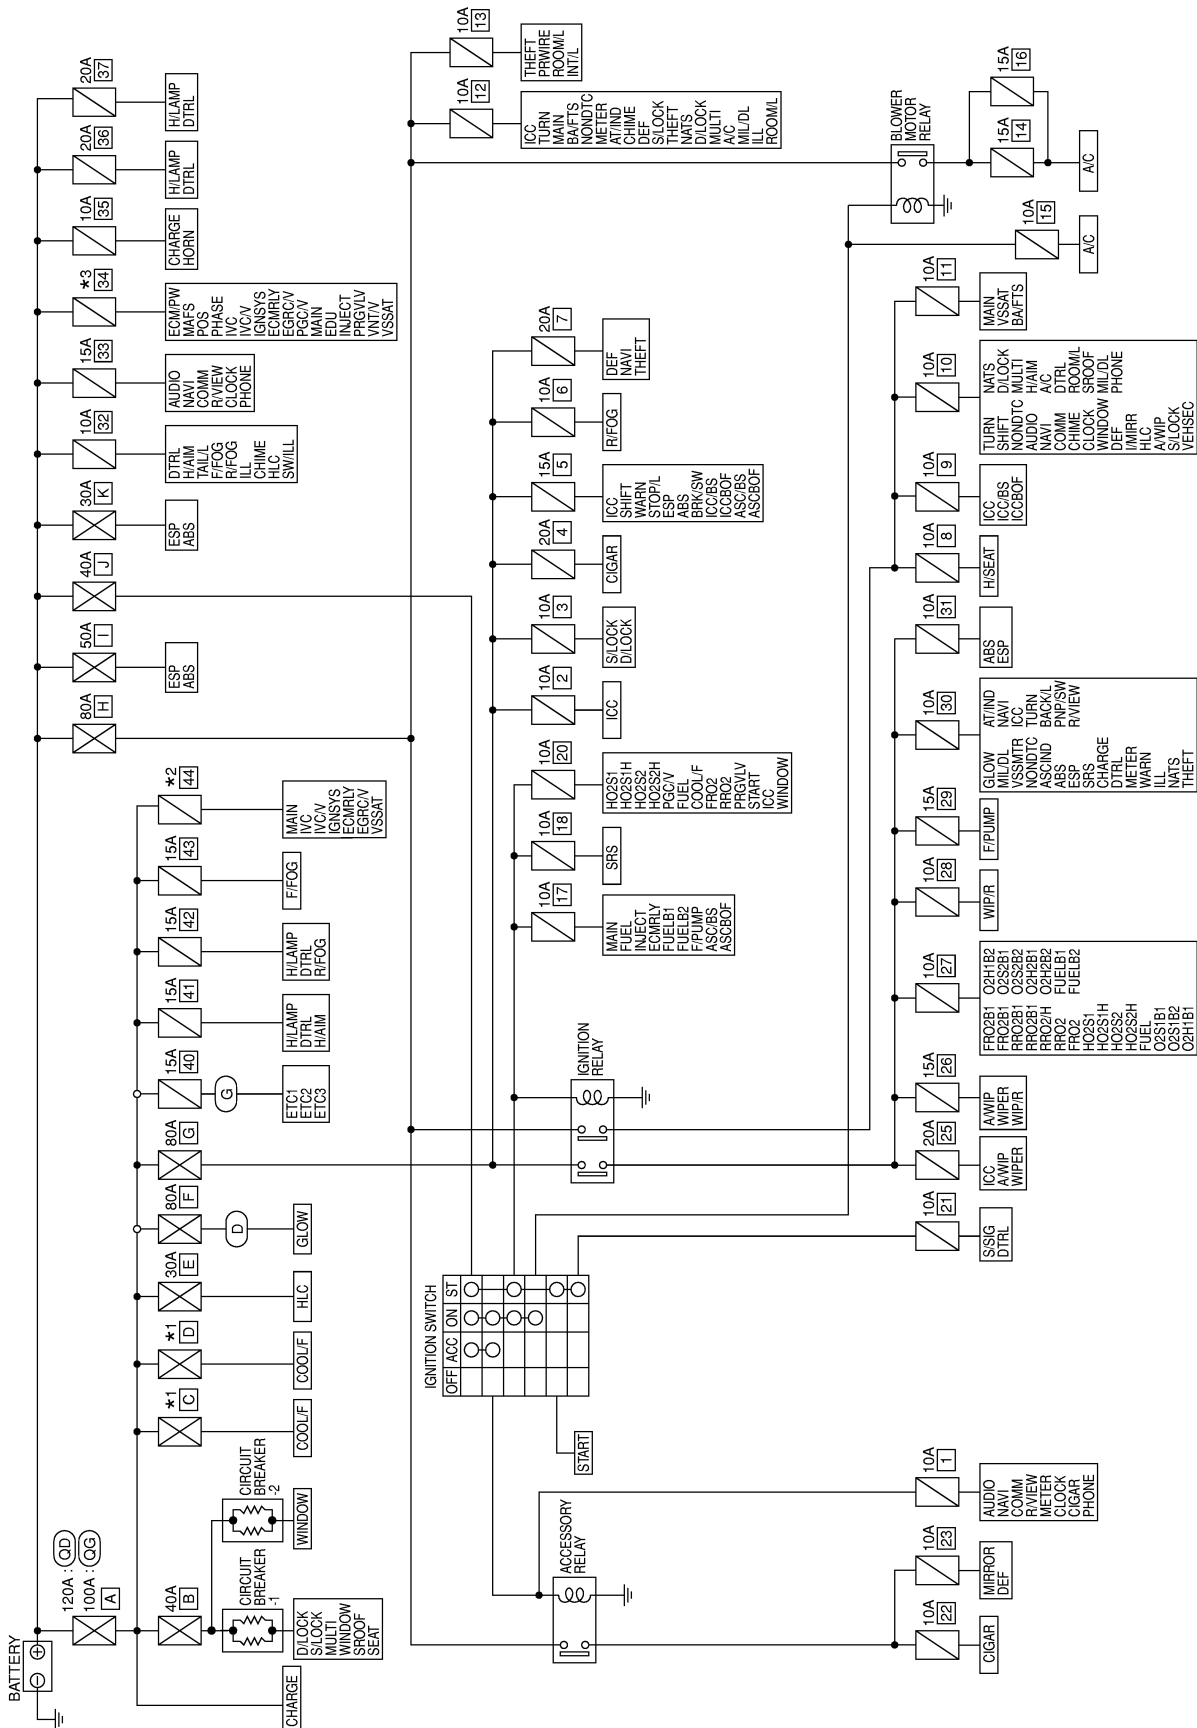 BATTERY
120A : QD
100A : QG
A
CHARGE
40A
B
CIRCUIT
BREAKER
-1
D/LOCK
S/LOCK
MULTI
WINDOW
SROOF
SEAT
CIRCUIT
BREAKER
-2
WINDOW
*1
C
COOL/F
*1
D
COOL/F
30A
E
HLC
80A
F
D
GLOW
80A
G
15A
40
G
ETC1
ETC2
ETC3
15A
41
H/LAMP
DTRL
H/AIM
15A
42
H/LAMP
DTRL
R/FOG
15A
43
F/FOG
*2
44
MAIN
IVC
IVC/V
IGNSYS
ECMRLY
EGRC/V
VSSAT
80A
H
50A
I
ESP
ABS
40A
J
30A
K
ESP
ABS
10A
32
DTRL
H/AIM
TAIL/L
F/FOG
R/FOG
ILL
CHIME
HLC
SW/ILL
15A
33
AUDIO
NAVI
COMM
R/VIEW
CLOCK
PHONE
*3
34
ECM/PW
MAFS
POS
PHASE
IVC
IVC/V
IGNSYS
ECMRLY
EGRC/V
PGC/V
MAIN
EDU
INJECT
PRGVLV
VNT/V
VSSAT
10A
35
CHARGE
HORN
20A
36
H/LAMP
DTRL
20A
37
H/LAMP
DTRL
IGNITION SWITCH
OFF ACC ON ST
START
ACCESSORY
RELAY
IGNITION
RELAY
10A
17
MAIN
FUEL
INJECT
ECMRLY
FUELB1
FUELB2
F/PUMP
ASC/BS
ASCBOF
10A
18
SRS
10A
20
HO2S1
HO2S1H
HO2S2
HO2S2H
PGC/V
FUEL
COOL/F
FRO2
RRO2
PRGVLV
START
ICC
WINDOW
10A
2
ICC
10A
3
S/LOCK
D/LOCK
20A
4
CIGAR
15A
5
ICC
SHIFT
WARN
STOP/L
ESP
ABS
BRK/SW
ICC/BS
ICCBOF
ASC/BS
ASCBOF
10A
6
R/FOG
20A
7
DEF
NAVI
THEFT
10A
12
ICC
TURN
MAIN
BA/FTS
NONDTC
METER
AT/IND
CHIME
DEF
S/LOCK
THEFT
NATS
D/LOCK
MULTI
A/C
MIL/DL
ILL
ROOM/L
10A
13
THEFT
PRWIRE
ROOM/L
INT/L
BLOWER
MOTOR
RELAY
15A
14
15A
16
A/C
10A
15
A/C
10A
22
CIGAR
10A
23
MIRROR
DEF
10A
1
AUDIO
NAVI
COMM
R/VIEW
METER
CLOCK
CIGAR
PHONE
10A
21
S/SIG
DTRL
20A
25
ICC
A/WIP
WIPER
15A
26
A/WIP
WIPER
WIP/R
10A
27
FRO2B1 O2H1B2
FRO2B1 O2S2B1
RRO2B1 O2S2B2
RRO2B1 O2H2B1
RRO2/H O2H2B2
RRO2 FUELB1
FRO2 FUELB2
HO2S1
HO2S1H
HO2S2
HO2S2H
FUEL
O2S1B1
O2S1B2
O2H1B1
10A
28
WIP/R
15A
29
F/PUMP
10A
30
GLOW AT/IND
MIL/DL NAVI
VSSMTR ICC
NONDTC TURN
ASCIND BACK/L
ABS PNP/SW
ESP R/VIEW
SRS
CHARGE
DTRL
METER
WARN
ILL
NATS
THEFT
10A
31
ABS
ESP
10A
8
H/SEAT
10A
9
ICC
ICC/BS
ICCBOF
10A
10
TURN NATS
SHIFT D/LOCK
NONDTC MULTI
AUDIO H/AIM
NAVI A/C
COMM DTRL
CHIME ROOM/L
CLOCK SROOF
WINDOW MIL/DL
DEF PHONE
I/MIRR
HLC
A/WIP
S/LOCK
VEHSEC
10A
11
MAIN
VSSAT
BA/FTS